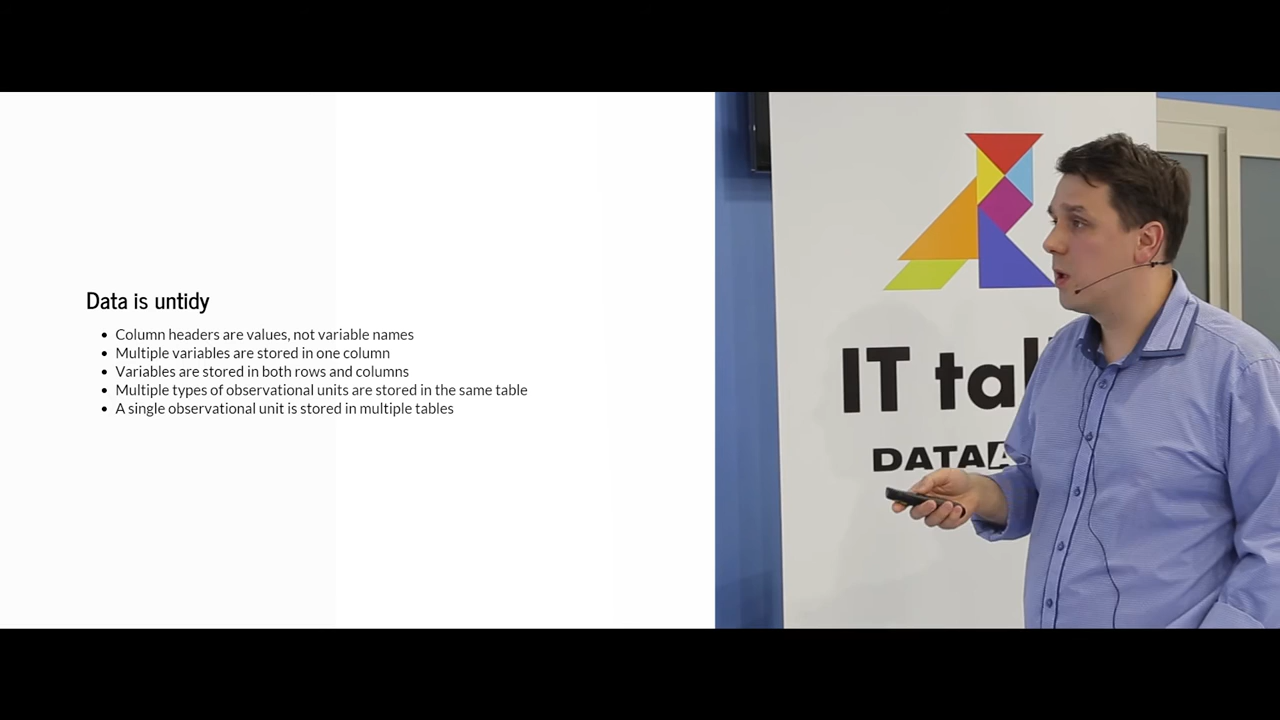 Data is untidy
• Column headers are values, not variable names
• Multiple variables are stored in one column
• Variables are stored in both rows and columns
• Multiple types of observational units are stored in the same table
• A single observational unit is stored in multiple tables
IT tal
DATA